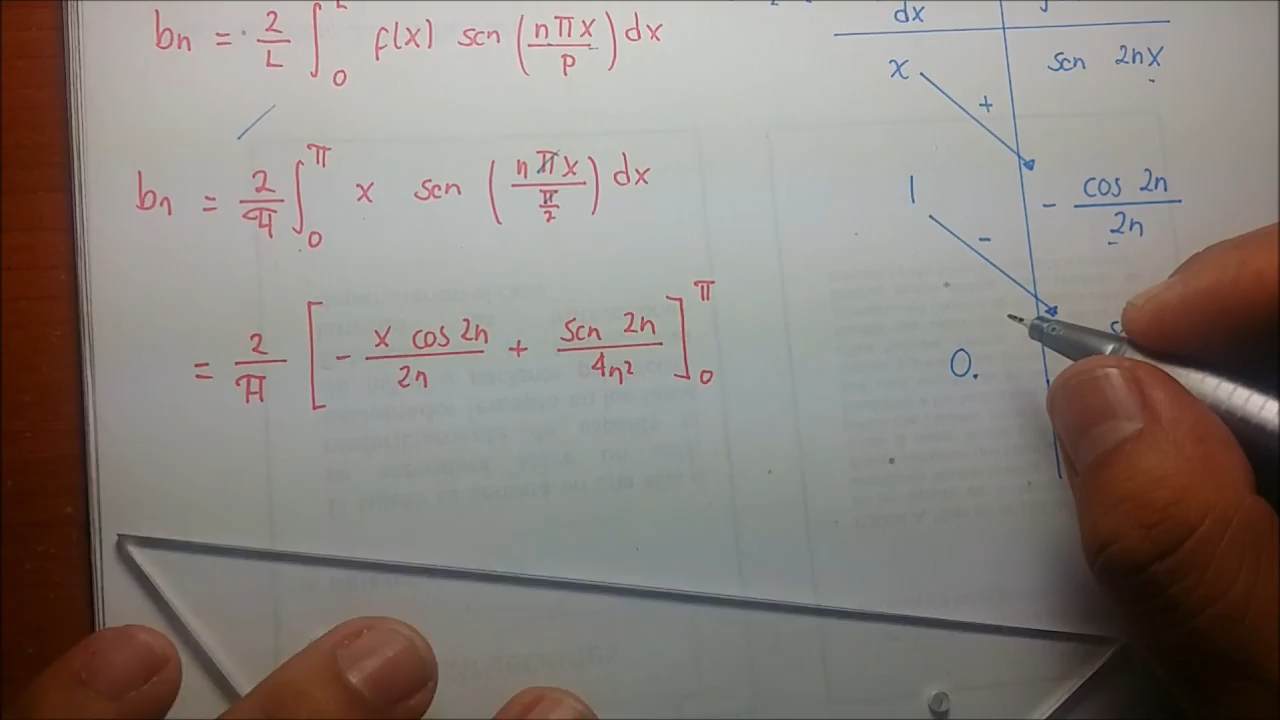 bn = 2/L ∫₀ f(x) sen (nπx/p) dx
bn = 2/π ∫₀^π x sen (nπx/(π/2)) dx
= 2/π [ - x cos 2n/2n + sen 2n/4n² ]₀^π
dx
x sen 2nx
+
1 - cos 2n/2n
-
0.